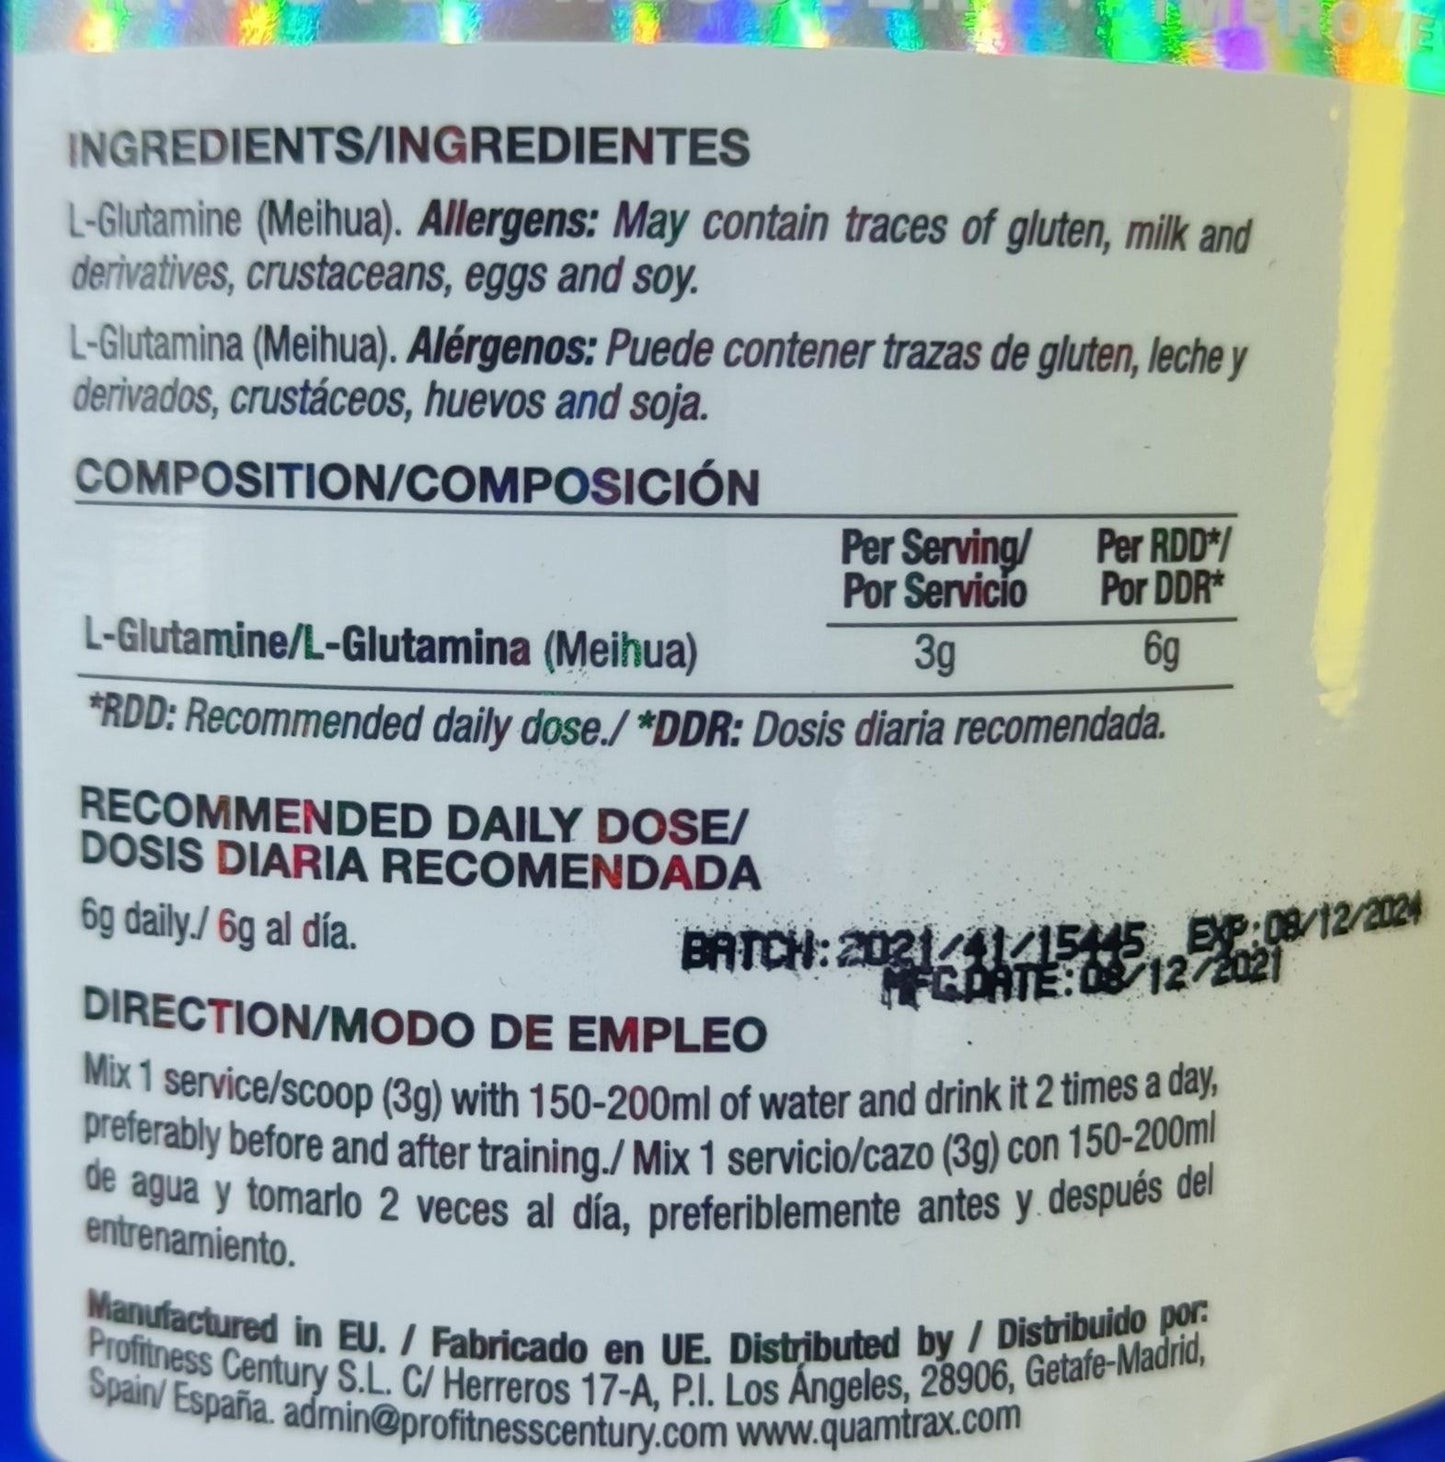 IMPROVE
INGREDIENTS/INGREDIENTES
L-Glutamine (Meihua). Allergens: May contain traces of gluten, milk and
derivatives, crustaceans, eggs and soy.
L-Glutamina (Meihua). Alérgenos: Puede contener trazas de gluten, leche y
derivados, crustáceos, huevos and soja.
COMPOSITION/COMPOSICIÓN
Per Serving/ Per RDD*/
Por Servicio Por DDR*
L-Glutamine/L-Glutamina (Meihua) 3g 6g
*RDD: Recommended daily dose./ *DDR: Dosis diaria recomendada.
RECOMMENDED DAILY DOSE/
DOSIS DIARIA RECOMENDADA
6g daily./ 6g al día.
BATCH: 2021/41/15445 EXP:08/12/2024
MFG.DATE:08/12/2021
DIRECTION/MODO DE EMPLEO
Mix 1 service/scoop (3g) with 150-200ml of water and drink it 2 times a day,
preferably before and after training./ Mix 1 servicio/cazo (3g) con 150-200ml
de agua y tomarlo 2 veces al día, preferiblemente antes y después del
entrenamiento.
Manufactured in EU. / Fabricado en UE. Distributed by / Distribuido por:
Profitness Century S.L. C/ Herreros 17-A, P.I. Los Ángeles, 28906, Getafe-Madrid,
Spain/ España. admin@profitnesscentury.com www.quamtrax.com